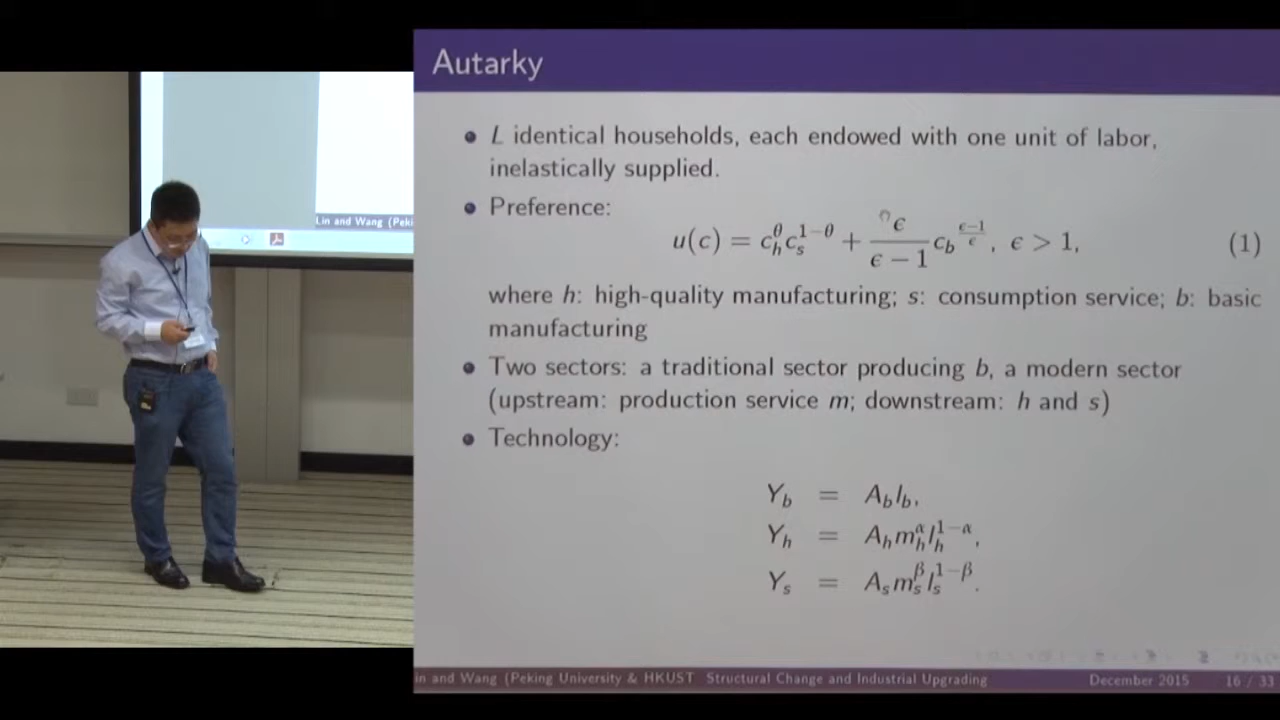 Lin and Wang (Peki
Autarky
L identical households, each endowed with one unit of labor,
inelastically supplied.
Preference:
u(c) = c_h^θ c_s^{1−θ} + \frac{ϵ}{ϵ − 1} c_b^{\frac{ϵ−1}{ϵ}}, ϵ > 1, (1)
where h: high-quality manufacturing; s: consumption service; b: basic
manufacturing
Two sectors: a traditional sector producing b, a modern sector
(upstream: production service m; downstream: h and s)
Technology:
Y_b = A_b l_b,
Y_h = A_h m_h^α l_h^{1−α},
Y_s = A_s m_s^β l_s^{1−β}.
in and Wang (Peking University & HKUST Structural Change and Industrial Upgrading December 2015 16 / 33